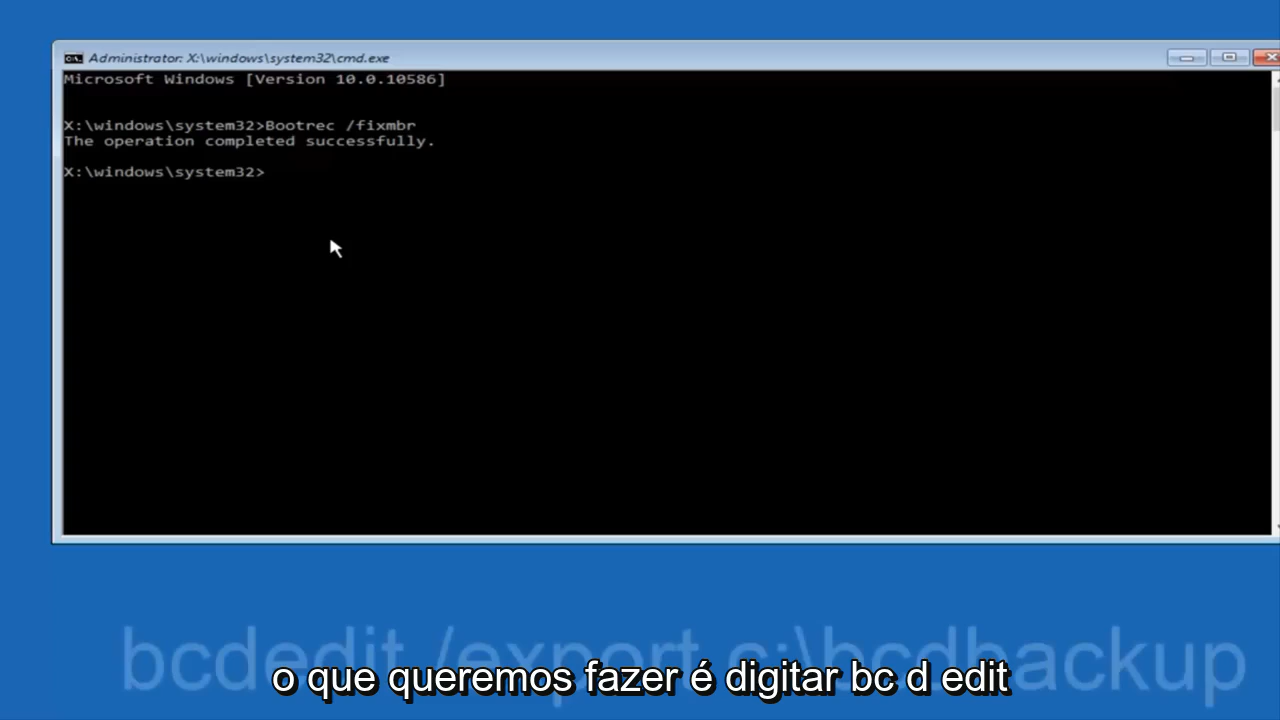 Administrator: X:\windows\system32\cmd.exe
Microsoft Windows [Version 10.0.10586]
X:\windows\system32>Bootrec /fixmbr
The operation completed successfully.
X:\windows\system32>
bcdedit /export c:\bcdbackup
o que queremos fazer é digitar bc d edit